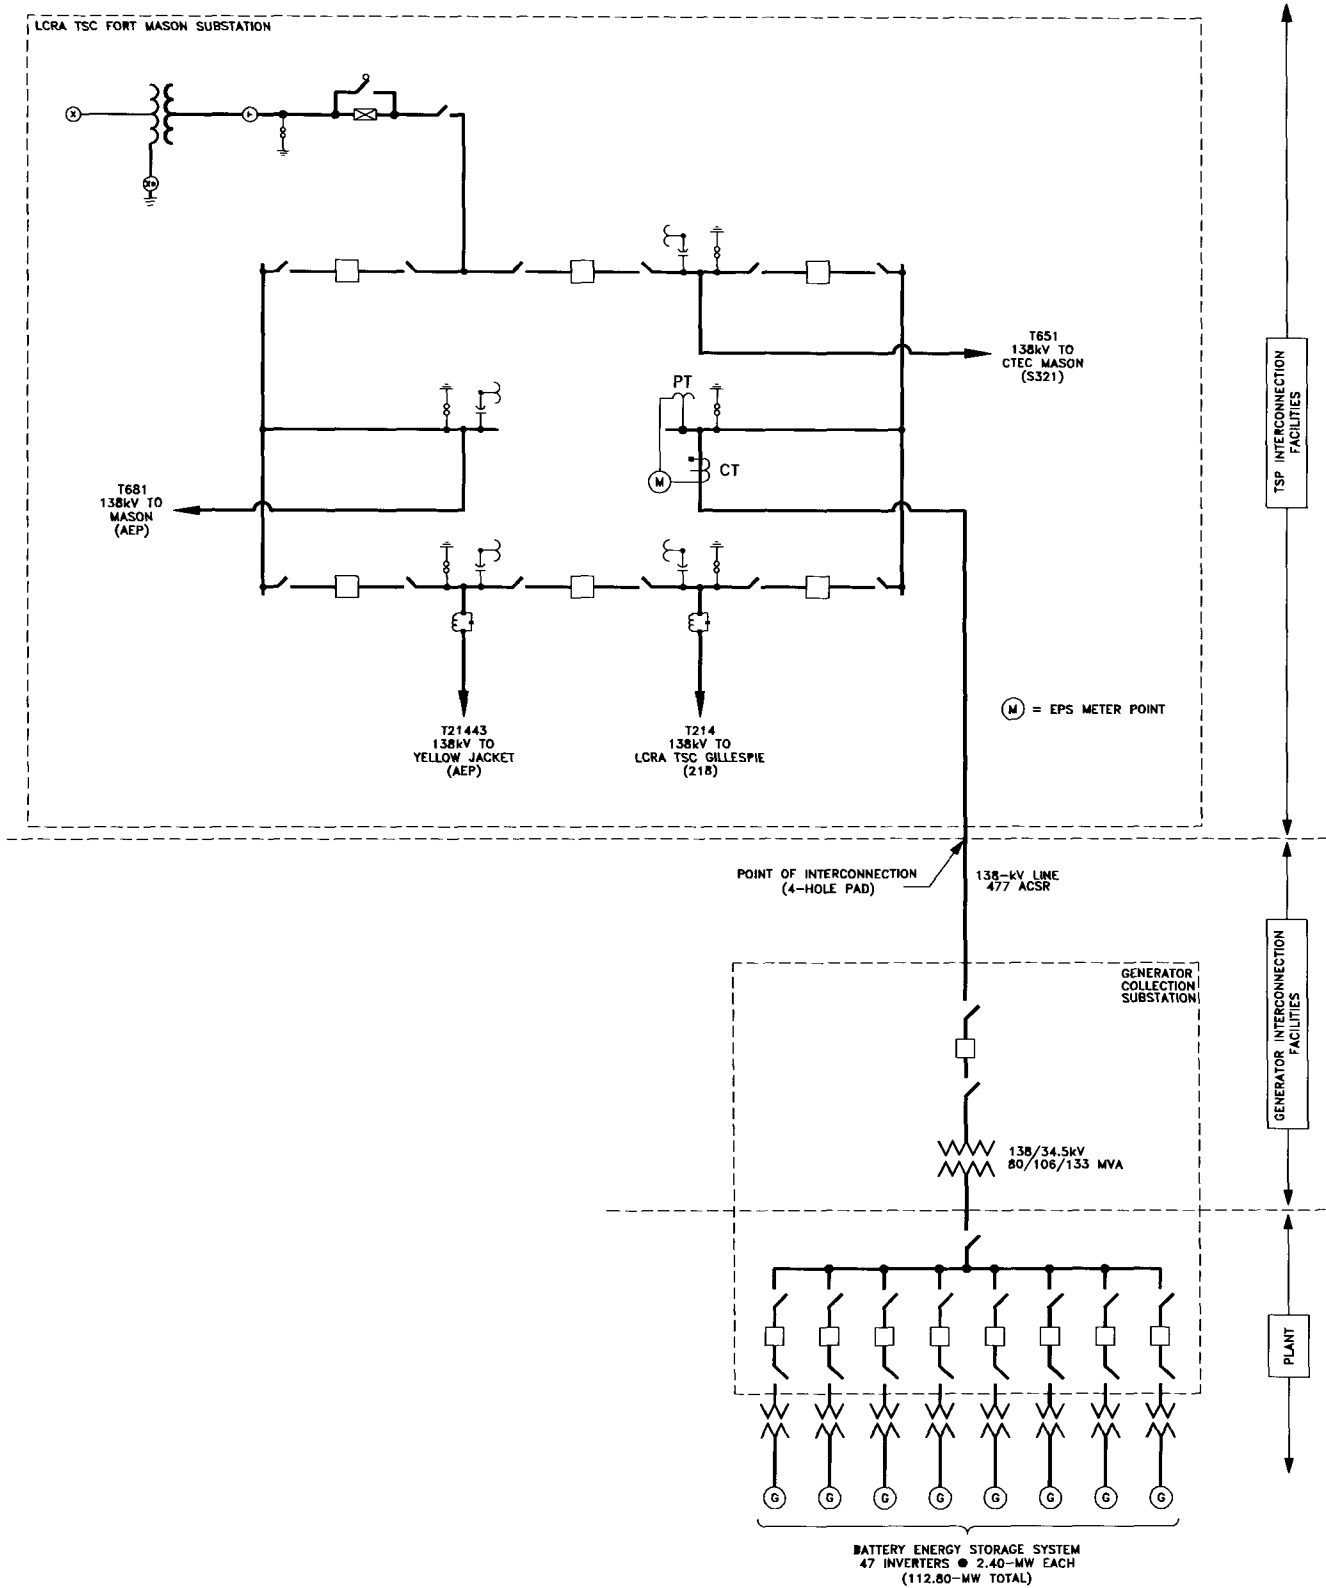 LCRA TSC FORT MASON SUBSTATION
X
X0
T651
138kV TO
CTEC MASON
(S321)
PT
CT
M
T681
138kV TO
MASON
(AEP)
TSP INTERCONNECTION
FACILITIES
M = EPS METER POINT
T21443
138kV TO
YELLOW JACKET
(AEP)
T214
138kV TO
LCRA TSC GILLESPIE
(218)
POINT OF INTERCONNECTION
(4-HOLE PAD)
138-kV LINE
477 ACSR
GENERATOR
COLLECTION
SUBSTATION
GENERATOR INTERCONNECTION
FACILITIES
138/34.5kV
80/106/133 MVA
PLANT
G G G G G G G G
BATTERY ENERGY STORAGE SYSTEM
47 INVERTERS @ 2.40-MW EACH
(112.80-MW TOTAL)